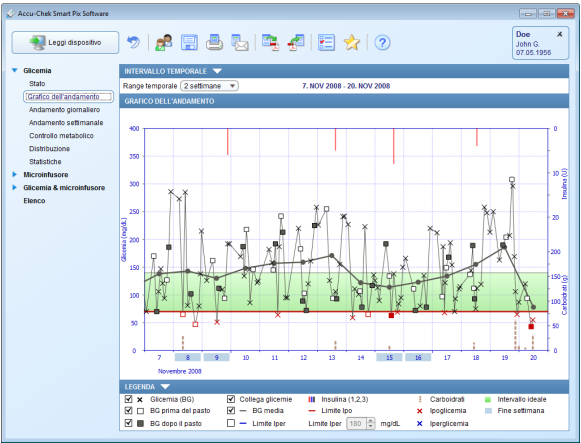 Accu-Chek Smart Pix Software
Leggi dispositivo
Doe
X
John G.
07.05.1956
Glicemia
Stato
Grafico dell'andamento
Andamento giornaliero
Andamento settimanale
Controllo metabolico
Distribuzione
Statistiche
Microinfusore
Glicemia & microinfusore
Elenco
INTERVALLO TEMPORALE
Range temporale 2 settimane 7. NOV 2008 - 20. NOV 2008
GRAFICO DELL'ANDAMENTO
Glicemia (mg/dL)
400
350
300
250
200
150
100
50
0
0
10
20
Insulina (U)
200
150
100
50
0
Carboidrati (g)
7 8 9 10 11 12 13 14 15 16 17 18 19 20
Novembre 2008
LEGENDA
Glicemia (BG) Collega glicemie Insulina (1,2,3) Carboidrati Intervallo ideale
BG prima del pasto BG media Limite Ipo Ipoglicemia Fine settimana
BG dopo il pasto Limite Iper Limite Iper 180 mg/dL Iperglicemia